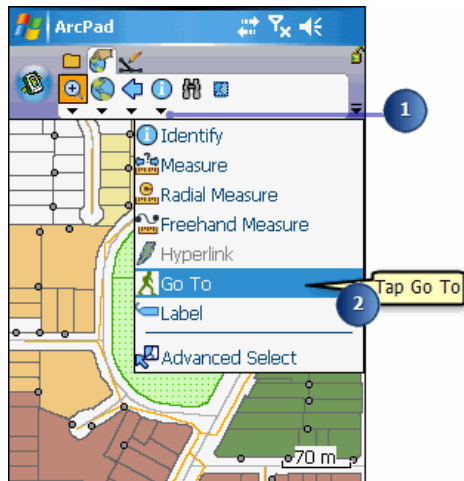 ArcPad
1
Identify
Measure
Radial Measure
Freehand Measure
Hyperlink
Go To
Tap Go To
2
Label
Advanced Select
70 m